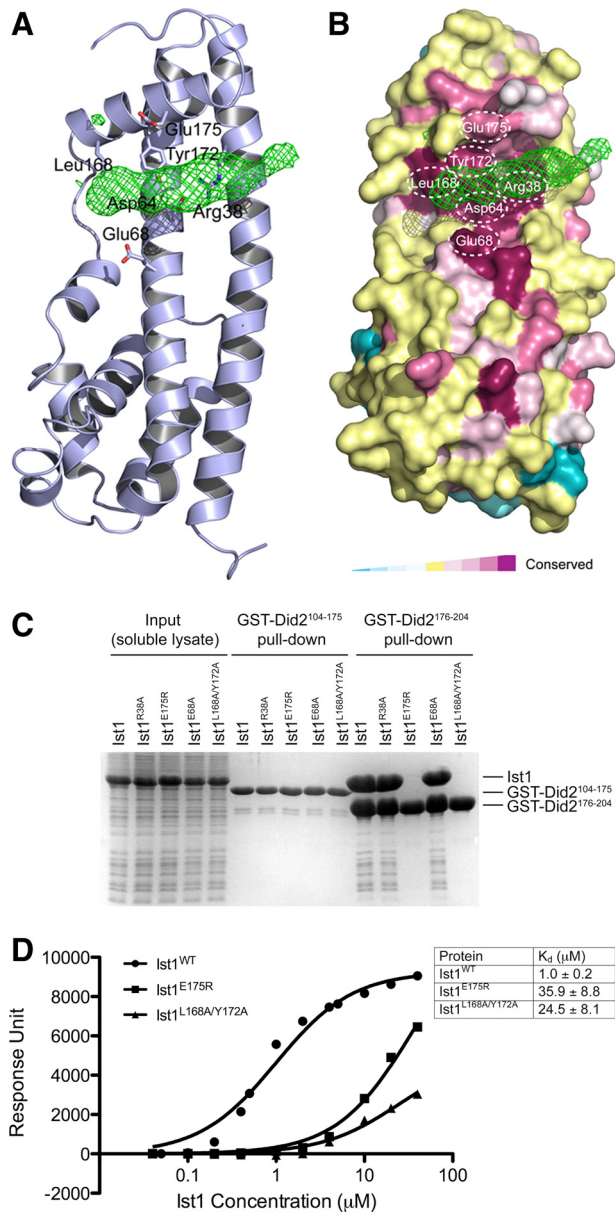 A
Glu175
Tyr172
Leu168
Asp64
Arg38
Glu68
B
Glu175
Tyr172
Leu168
Arg38
Asp64
Glu68
Conserved
C
Input
(soluble lysate)
GST-Did2104-175
pull-down
GST-Did2176-204
pull-down
Ist1
Ist1R38A
Ist1E175R
Ist1E68A
Ist1L168A/Y172A
Ist1
Ist1R38A
Ist1E175R
Ist1E68A
Ist1L168A/Y172A
Ist1
Ist1R38A
Ist1E175R
Ist1E68A
Ist1L168A/Y172A
Ist1
GST-Did2104-175
GST-Did2176-204
D
Response Unit
10000
8000
6000
4000
2000
0
-2000
Ist1WT
Ist1E175R
Ist1L168A/Y172A
Protein Kd (μM)
Ist1WT 1.0 ± 0.2
Ist1E175R 35.9 ± 8.8
Ist1L168A/Y172A 24.5 ± 8.1
0.1 1 10 100
Ist1 Concentration (μM)